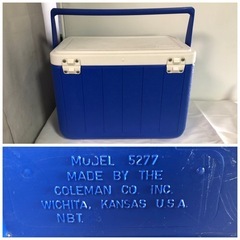 MODEL 5277
MADE BY THE
COLEMAN CO. INC.
WICHITA, KANSAS U.S.A.
NBT.